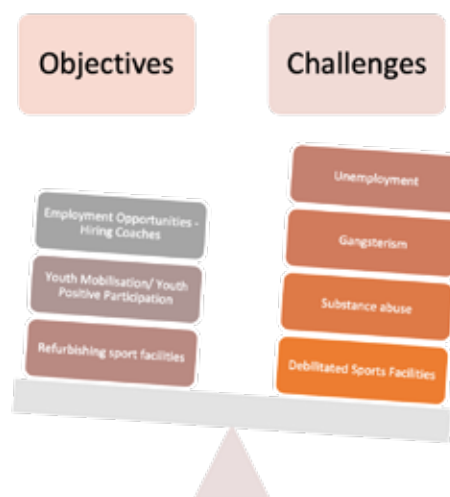 Objectives
Challenges
Employment Opportunities -
Hiring Coaches
Youth Mobilisation/ Youth
Positive Participation
Refurbishing sport facilities
Unemployment
Gangsterism
Substance abuse
Debilitated Sports Facilities